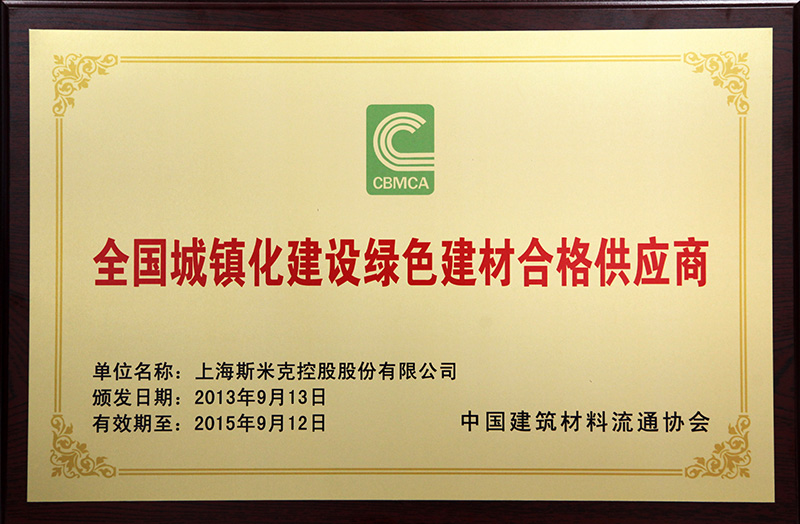 CBMCA
全国城镇化建设绿色建材合格供应商
单位名称：上海斯米克控股股份有限公司
颁发日期：2013年9月13日
有效期至：2015年9月12日
中国建筑材料流通协会